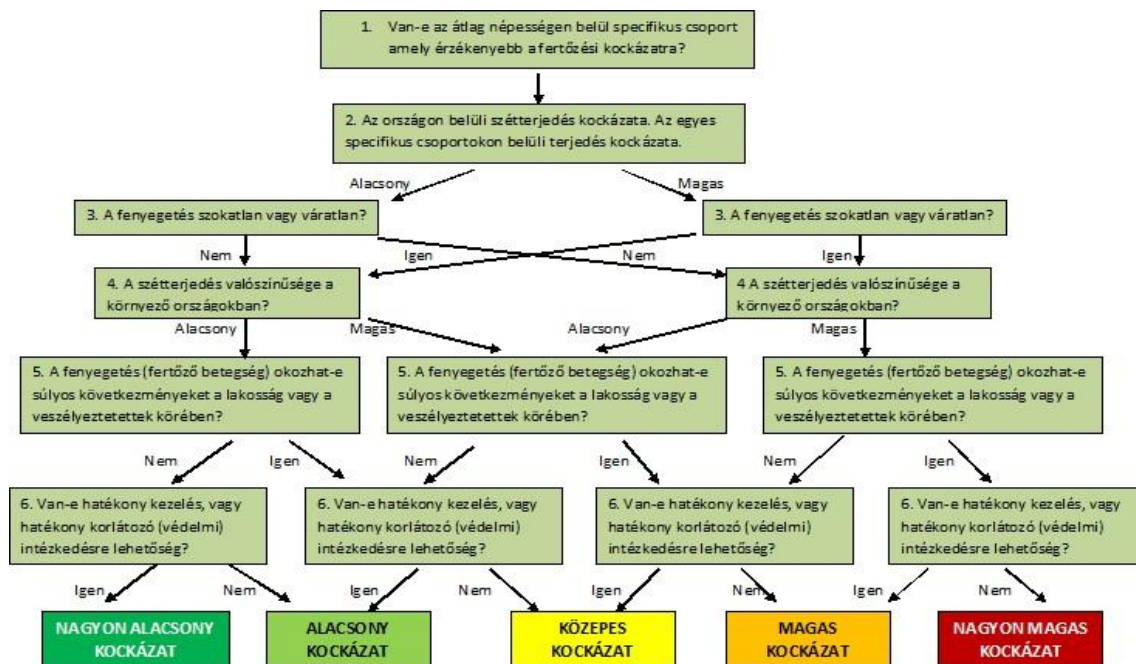 1. Van-e az átlag népességen belül specifikus csoport
amely érzékenyebb a fertőzési kockázatra?
2. Az országon belüli szétterjedés kockázata. Az egyes
specifikus csoportokon belüli terjedés kockázata.
Alacsony
Magas
3. A fenyegetés szokatlan vagy váratlan?
3. A fenyegetés szokatlan vagy váratlan?
Nem
Igen
Nem
Igen
4. A szétterjedés valószínűsége a
környező országokban?
4 A szétterjedés valószínűsége a
környező országokban?
Alacsony
Magas
Alacsony
Magas
5. A fenyegetés (fertőző betegség) okozhat-e
súlyos következményeket a lakosság vagy a
veszélyeztetettek körében?
5. A fenyegetés (fertőző betegség) okozhat-e
súlyos következményeket a lakosság vagy a
veszélyeztetettek körében?
5. A fenyegetés (fertőző betegség) okozhat-e
súlyos következményeket a lakosság vagy a
veszélyeztetettek körében?
Nem
Igen
Nem
Igen
Nem
Igen
6. Van-e hatékony kezelés, vagy
hatékony korlátozó (védelmi)
intézkedésre lehetőség?
6. Van-e hatékony kezelés, vagy
hatékony korlátozó (védelmi)
intézkedésre lehetőség?
6. Van-e hatékony kezelés, vagy
hatékony korlátozó (védelmi)
intézkedésre lehetőség?
6. Van-e hatékony kezelés, vagy
hatékony korlátozó (védelmi)
intézkedésre lehetőség?
Igen
Nem
Igen
Nem
Igen
Nem
Igen
Nem
NAGYON ALACSONY
KOCKÁZAT
ALACSONY
KOCKÁZAT
KÖZEPES
KOCKÁZAT
MAGAS
KOCKÁZAT
NAGYON MAGAS
KOCKÁZAT